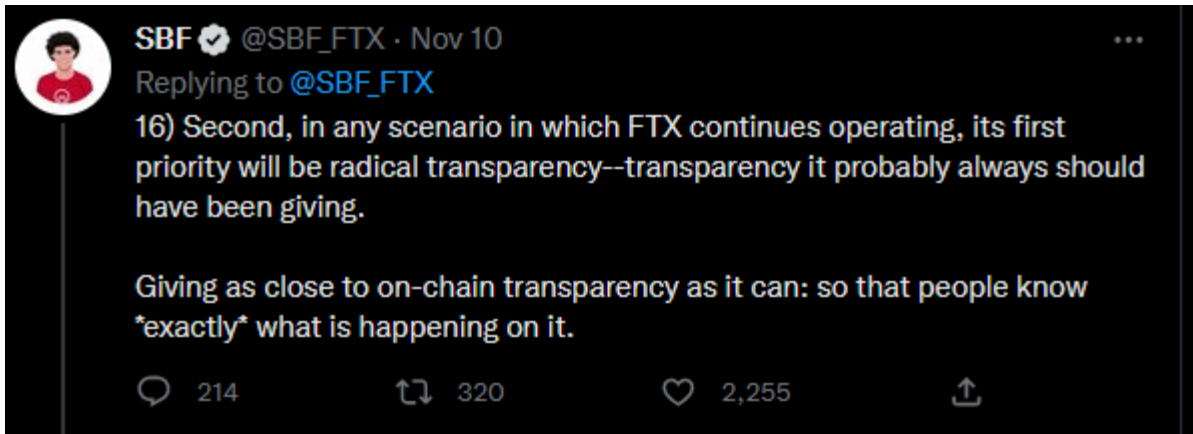 SBF @SBF_FTX · Nov 10
Replying to @SBF_FTX
16) Second, in any scenario in which FTX continues operating, its first
priority will be radical transparency--transparency it probably always should
have been giving.
Giving as close to on-chain transparency as it can: so that people know
*exactly* what is happening on it.
214 320 2,255